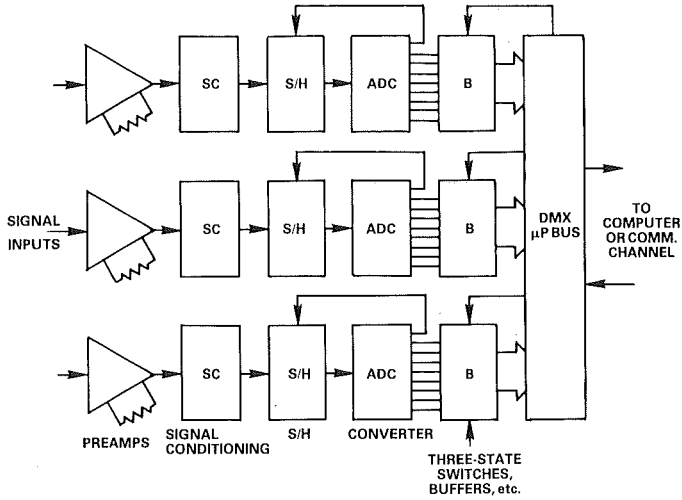 SC
S/H
ADC
B
SIGNAL
INPUTS
SC
S/H
ADC
B
DMX
µP BUS
TO
COMPUTER
OR COMM.
CHANNEL
SC
S/H
ADC
B
PREAMPS
SIGNAL
CONDITIONING
S/H
CONVERTER
THREE-STATE
SWITCHES,
BUFFERS, etc.